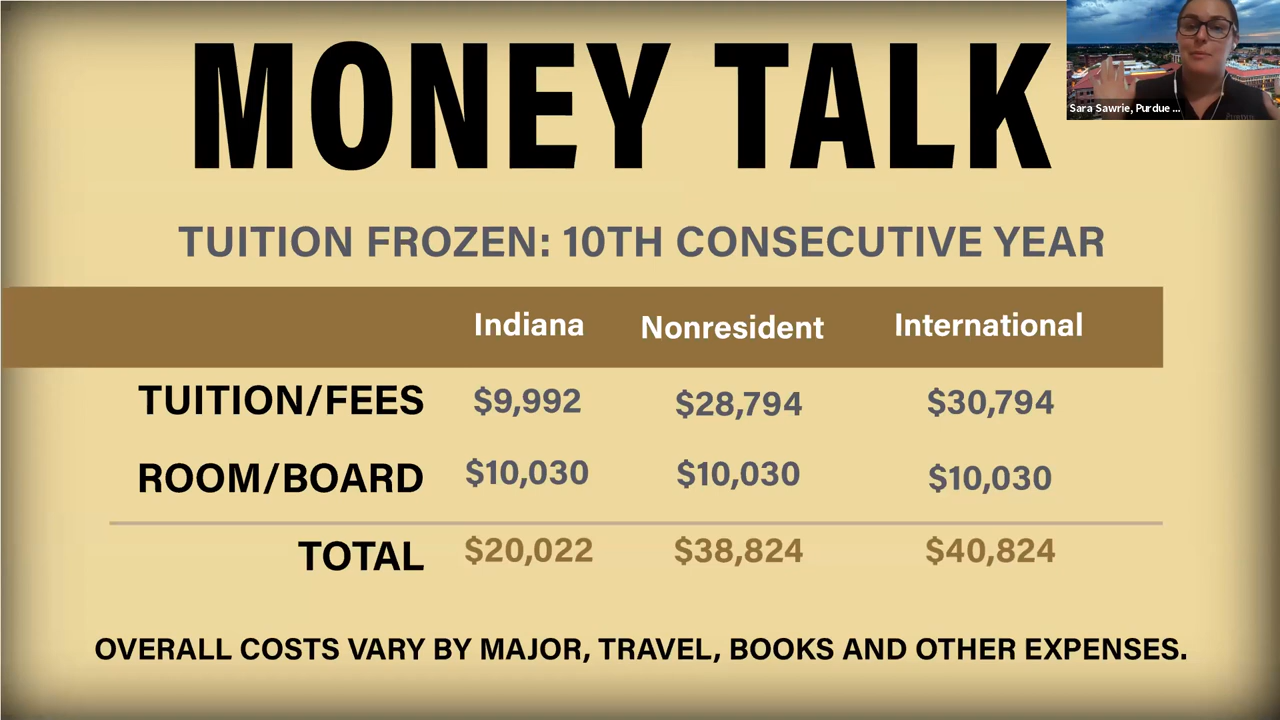 MONEY TALK
Sara Sawrie, Purdue ...
TUITION FROZEN: 10TH CONSECUTIVE YEAR
Indiana Nonresident International
TUITION/FEES $9,992 $28,794 $30,794
ROOM/BOARD $10,030 $10,030 $10,030
TOTAL $20,022 $38,824 $40,824
OVERALL COSTS VARY BY MAJOR, TRAVEL, BOOKS AND OTHER EXPENSES.